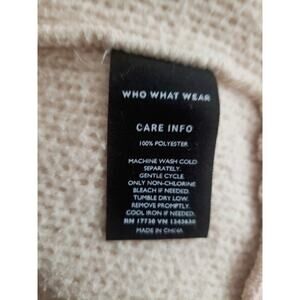 WHO WHAT WEAR
CARE INFO
100% POLYESTER
MACHINE WASH COLD
SEPARATELY.
GENTLE CYCLE
ONLY NON-CHLORINE
BLEACH IF NEEDED.
TUMBLE DRY LOW.
REMOVE PROMPTLY.
COOL IRON IF NEEDED.
RN 17730 VN
MADE IN CHINA